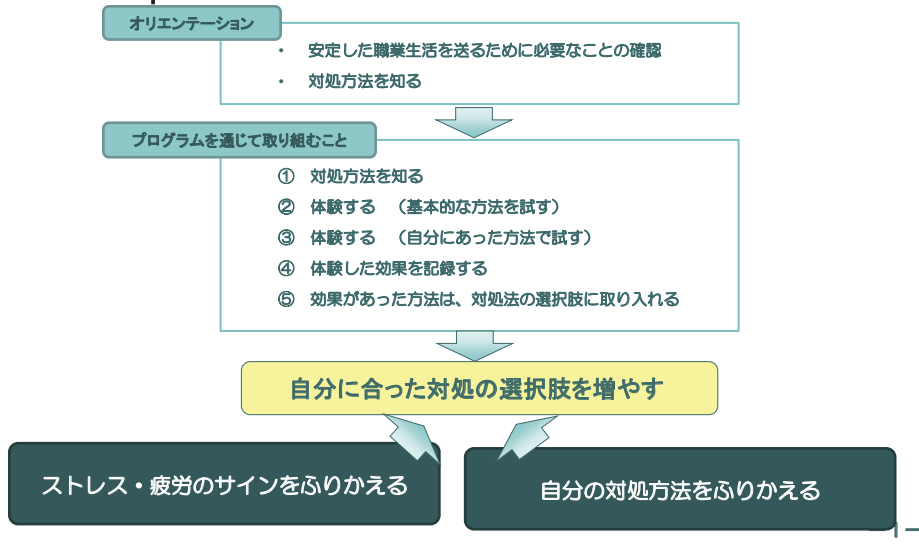 オリエンテーション
・ 安定した職業生活を送るために必要なことの確認
・ 対処方法を知る
プログラムを通じて取り組むこと
① 対処方法を知る
② 体験する （基本的な方法を試す）
③ 体験する （自分にあった方法で試す）
④ 体験した効果を記録する
⑤ 効果があった方法は、対処法の選択肢に取り入れる
自分に合った対処の選択肢を増やす
ストレス・疲労のサインをふりかえる
自分の対処方法をふりかえる